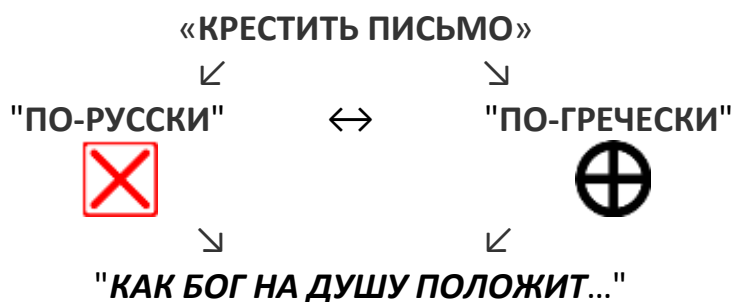 «КРЕСТИТЬ ПИСЬМО»
"ПО-РУССКИ" ↔ "ПО-ГРЕЧЕСКИ"
"КАК БОГ НА ДУШУ ПОЛОЖИТ…"